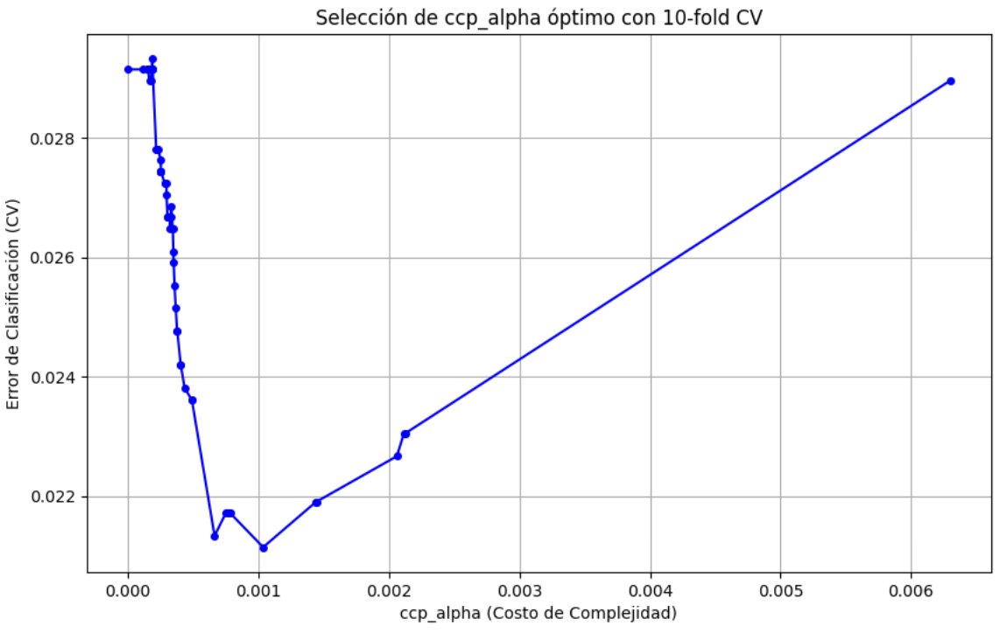 Selección de ccp_alpha óptimo con 10-fold CV
Error de Clasificación (CV)
0.028
0.026
0.024
0.022
0.000 0.001 0.002 0.003 0.004 0.005 0.006
ccp_alpha (Costo de Complejidad)